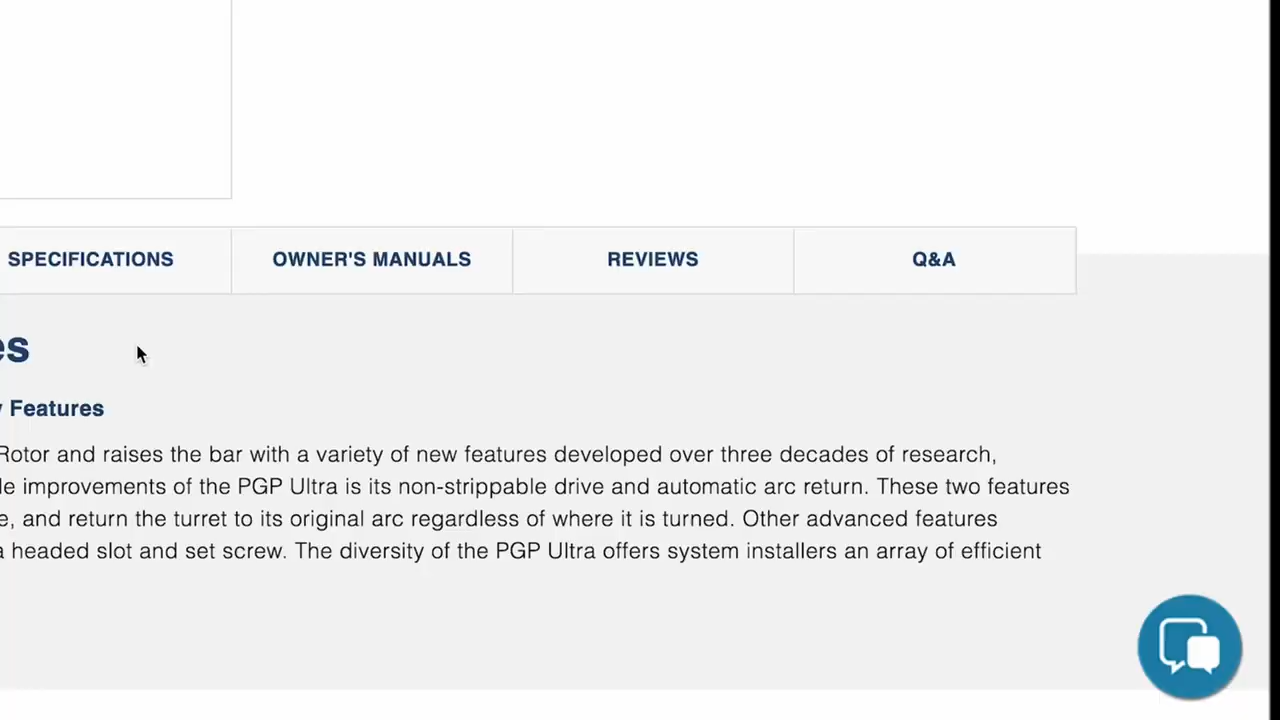 SPECIFICATIONS
OWNER'S MANUALS
REVIEWS
Q&A
es
y Features
Rotor and raises the bar with a variety of new features developed over three decades of research,
le improvements of the PGP Ultra is its non-strippable drive and automatic arc return. These two features
e, and return the turret to its original arc regardless of where it is turned. Other advanced features
a headed slot and set screw. The diversity of the PGP Ultra offers system installers an array of efficient